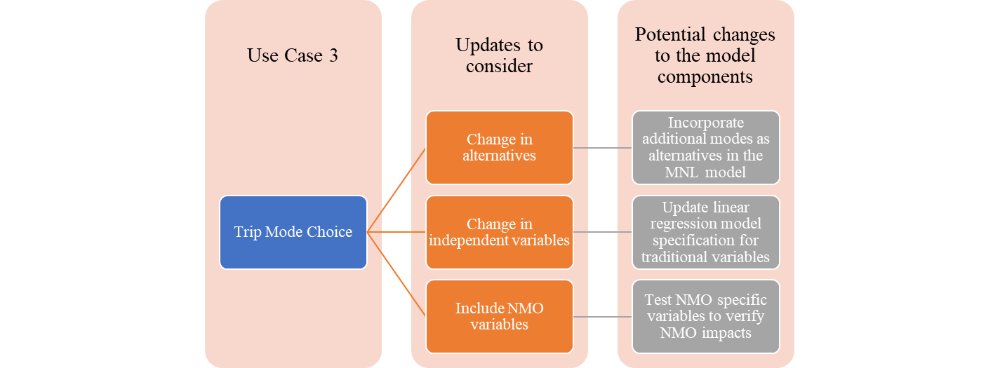 Use Case 3
Updates to
consider
Potential changes
to the model
components
Trip Mode Choice
Change in
alternatives
Incorporate
additional modes as
alternatives in the
MNL model
Change in
independent variables
Update linear
regression model
specification for
traditional variables
Include NMO
variables
Test NMO specific
variables to verify
NMO impacts